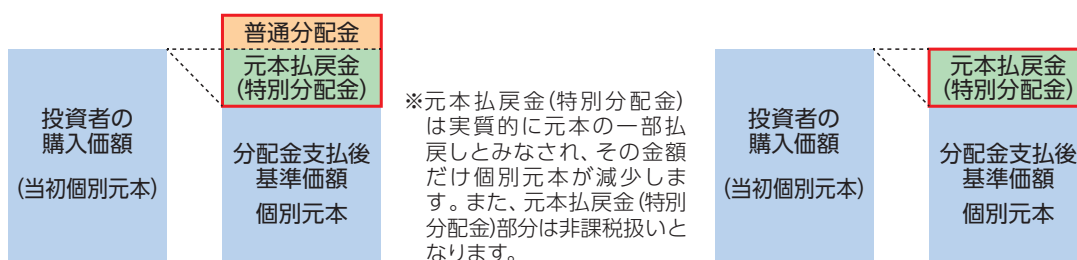 投資者の
購入価額
(当初個別元本)
普通分配金
元本払戻金
(特別分配金)
分配金支払後
基準価額
個別元本
※元本払戻金(特別分配金)
は実質的に元本の一部払
戻しとみなされ、その金額
だけ個別元本が減少しま
す。また、元本払戻金(特別
分配金)部分は非課税扱いと
なります。
投資者の
購入価額
(当初個別元本)
元本払戻金
(特別分配金)
分配金支払後
基準価額
個別元本